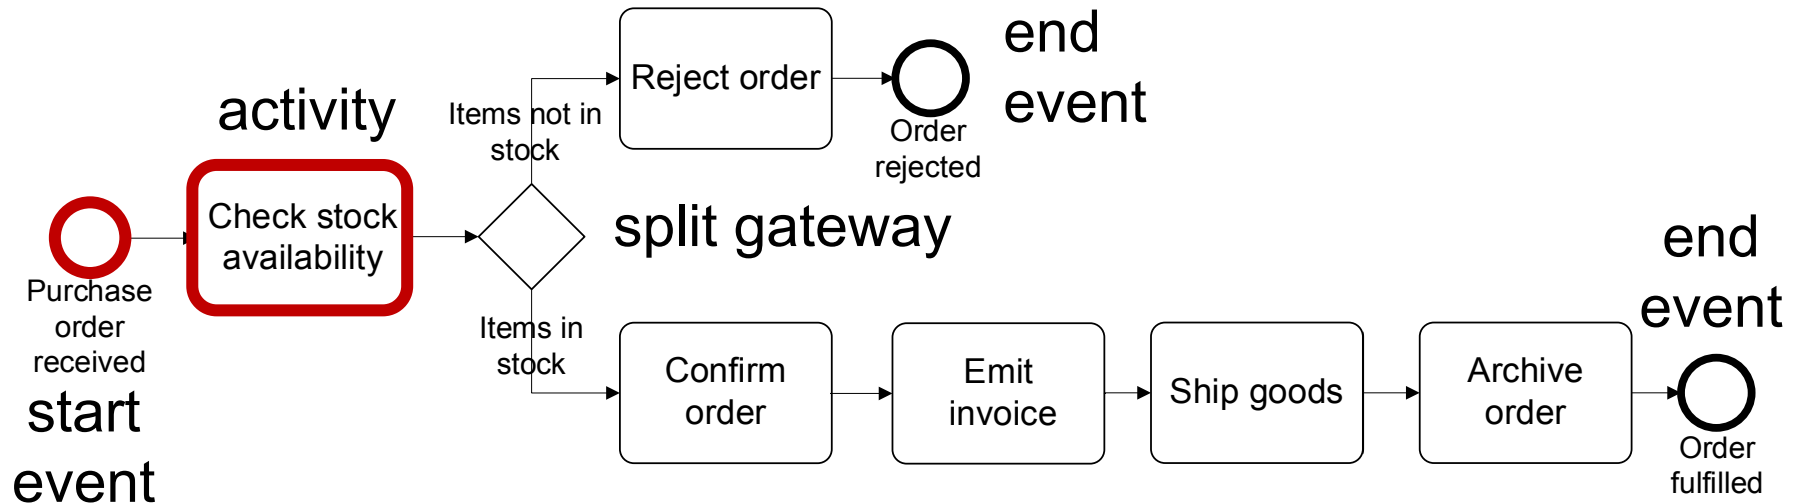 activity
Check stock
availability
Purchase
order
received
start
event
Items not in
stock
Reject order
Order
rejected
end
event
split gateway
Items in
stock
Confirm
order
Emit
invoice
Ship goods
Archive
order
end
event
Order
fulfilled